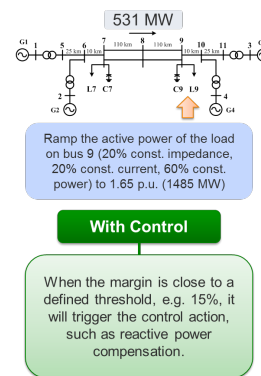 531 MW
G1 1 5 6 7 8 9 10 11 3
25 km 10 km 110 km 110 km 10 km 25 km
L7 C7 C9 L9
2 4
G2 G4
Ramp the active power of the load
on bus 9 (20% const. impedance,
20% const. current, 60% const.
power) to 1.65 p.u. (1485 MW)
With Control
When the margin is close to a
defined threshold, e.g. 15%, it
will trigger the control action,
such as reactive power
compensation.